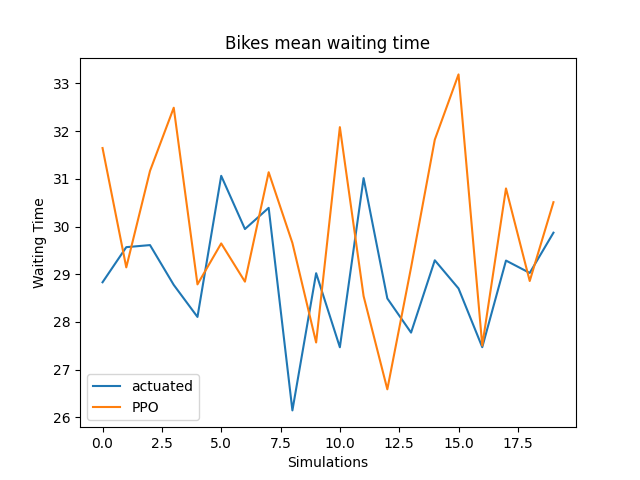 Bikes mean waiting time
33
32
31
30
29
28
27
26
Waiting Time
actuated
PPO
0.0 2.5 5.0 7.5 10.0 12.5 15.0 17.5
Simulations